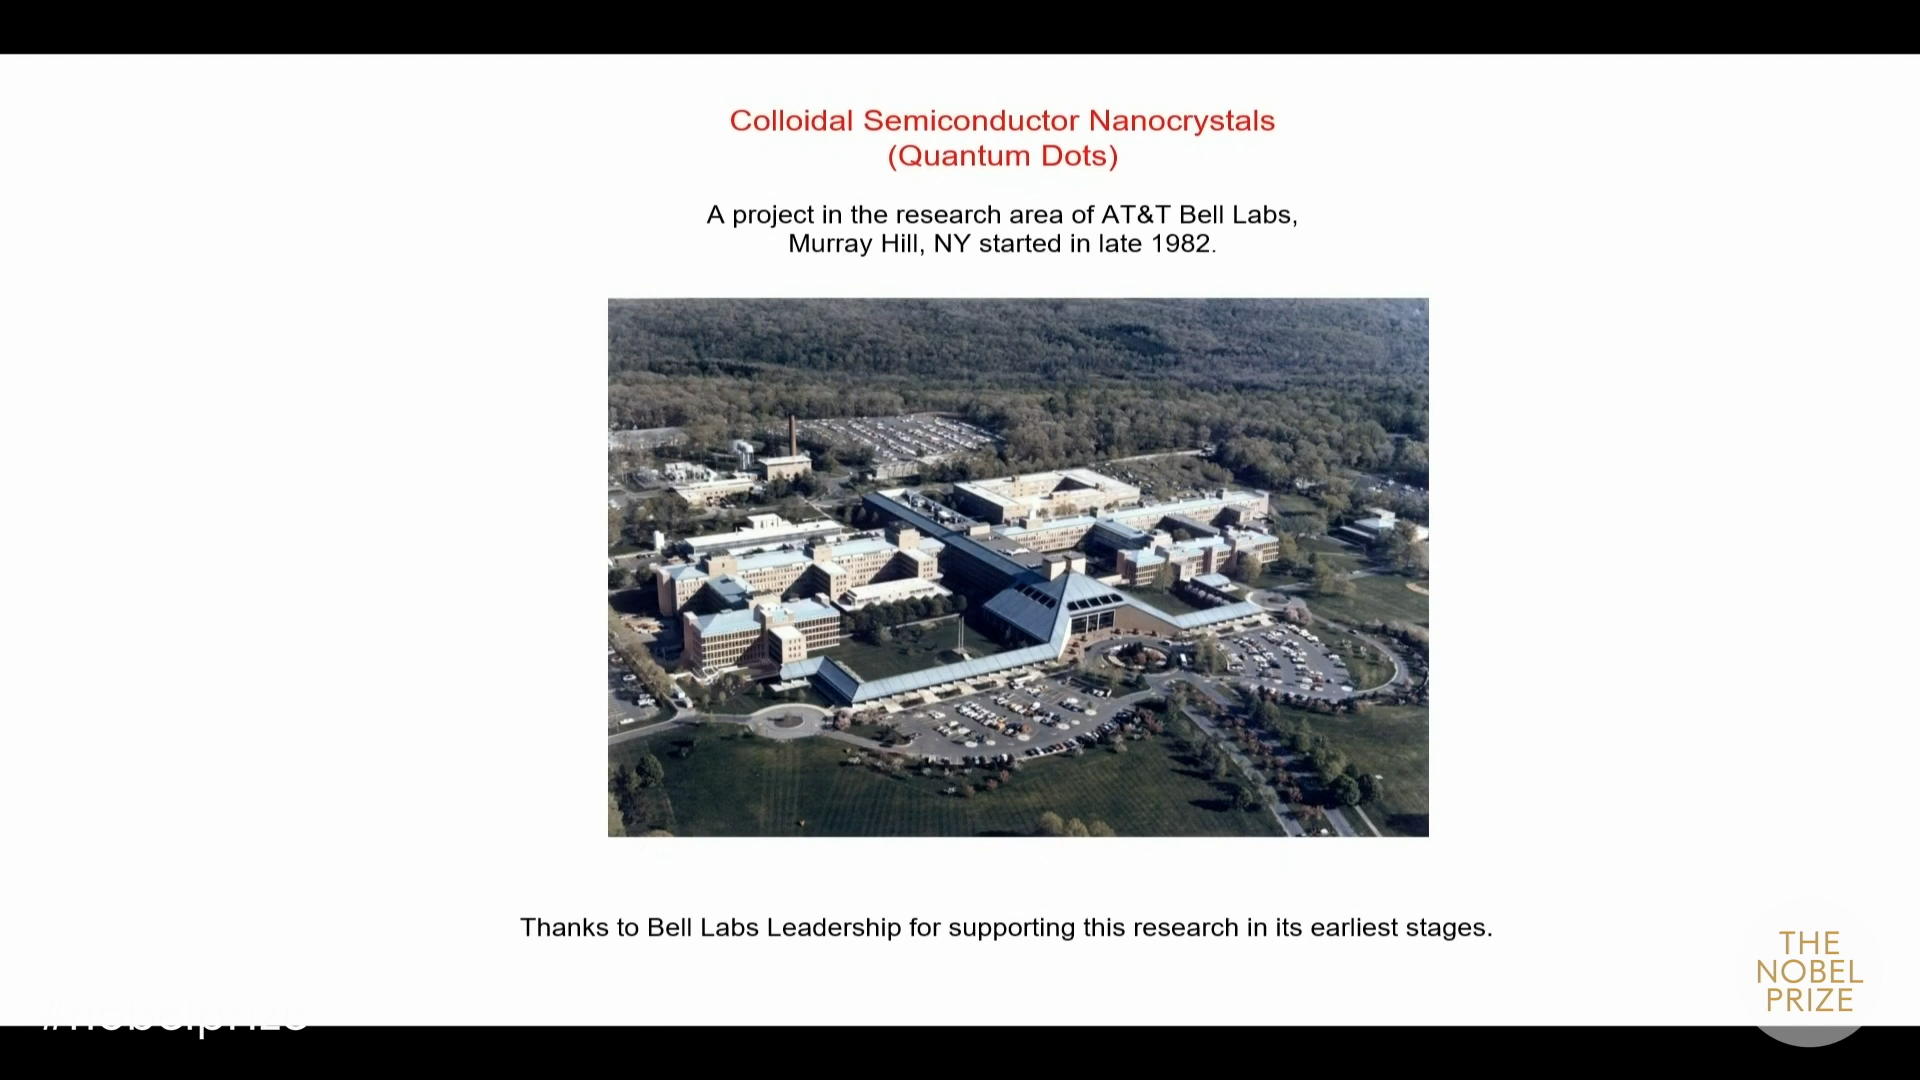 Colloidal Semiconductor Nanocrystals
(Quantum Dots)
A project in the research area of AT&T Bell Labs,
Murray Hill, NY started in late 1982.
Thanks to Bell Labs Leadership for supporting this research in its earliest stages.
THE
NOBEL
PRIZE
#nobelprize